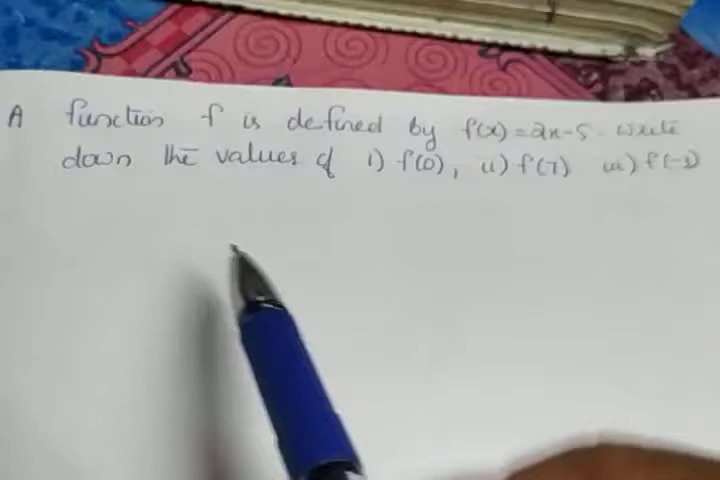 A function f is defined by f(x)=2x-5. write
down the values of i) f(0), ii) f(7) iii) f(-3)